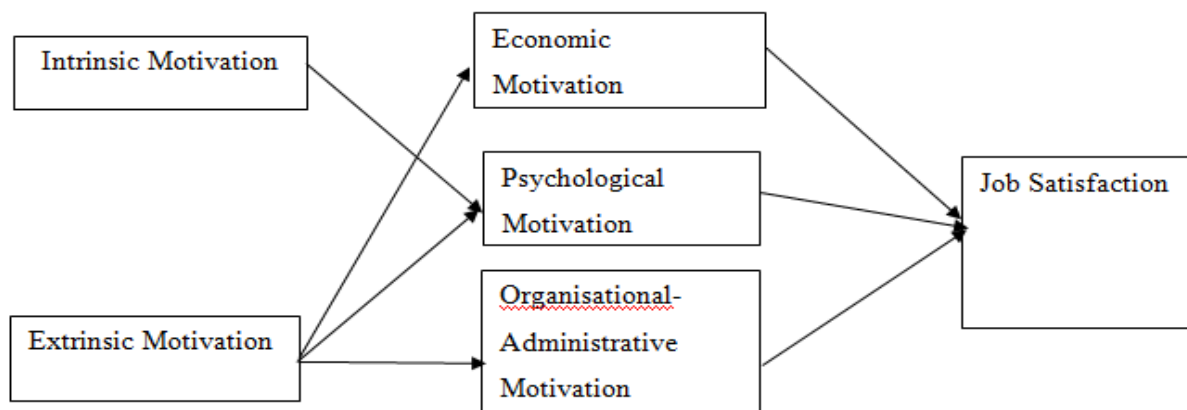 Intrinsic Motivation
Extrinsic Motivation
Economic
Motivation
Psychological
Motivation
Organisational-
Administrative
Motivation
Job Satisfaction